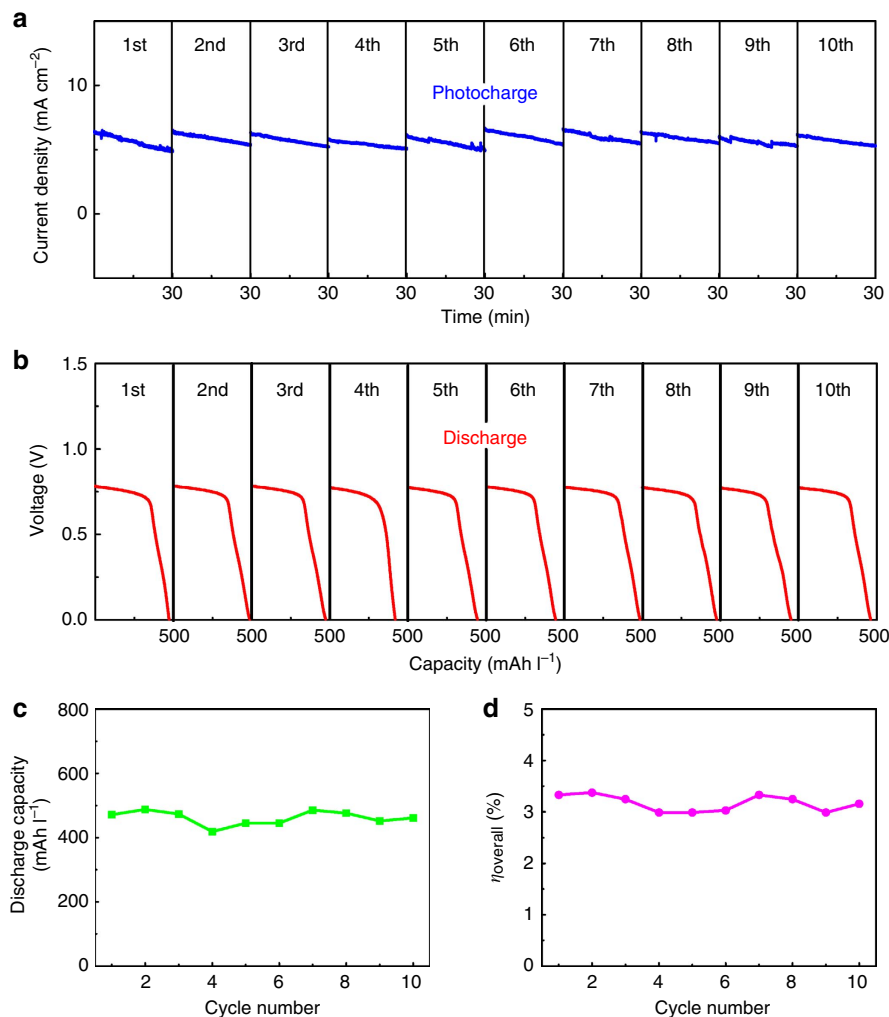 a
1st 2nd 3rd 4th 5th 6th 7th 8th 9th 10th
10
Photocharge
0
Current density (mA cm⁻²)
30 30 30 30 30 30 30 30 30 30
Time (min)
b
1.5
1st 2nd 3rd 4th 5th 6th 7th 8th 9th 10th
1.0
Discharge
0.5
0.0
Voltage (V)
500 500 500 500 500 500 500 500 500 500
Capacity (mAh l⁻¹)
c
800
600
400
200
0
Discharge capacity
(mAh l⁻¹)
2 4 6 8 10
Cycle number
d
5
4
3
2
1
0
ηoverall (%)
2 4 6 8 10
Cycle number